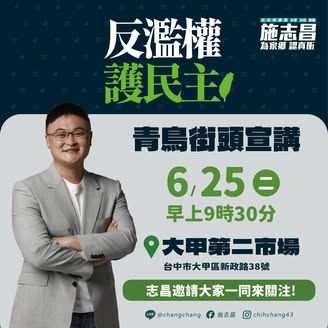 反濫權
護民主
施志昌
為家鄉 認真衝
青鳥街頭宣講
6/25㊁
早上9時30分
大甲第二市場
台中市大甲區新政路38號
志昌邀請大家一同來關注!
LINE @changchang 施志昌 chihchang43